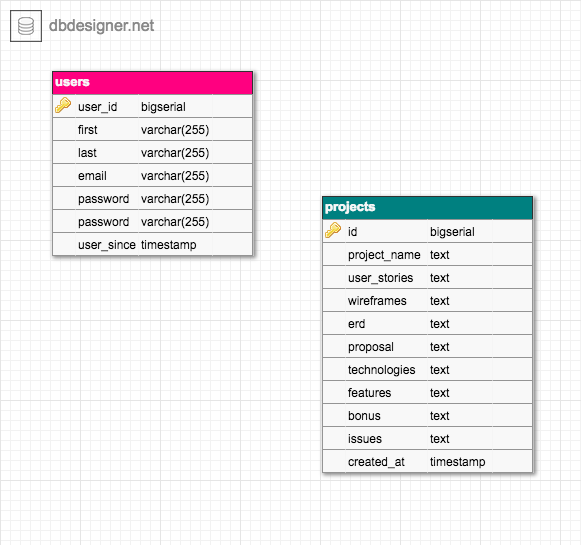 dbdesigner.net
users
user_id bigserial
first varchar(255)
last varchar(255)
email varchar(255)
password varchar(255)
password varchar(255)
user_since timestamp
projects
id bigserial
project_name text
user_stories text
wireframes text
erd text
proposal text
technologies text
features text
bonus text
issues text
created_at timestamp